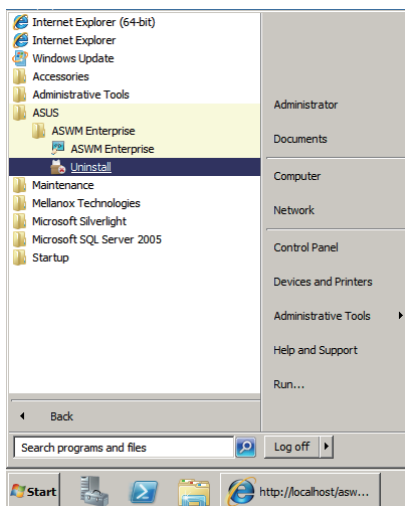 Internet Explorer (64-bit)
Internet Explorer
Windows Update
Accessories
Administrative Tools
ASUS
ASWM Enterprise
ASWM Enterprise
Uninstall
Maintenance
Mellanox Technologies
Microsoft Silverlight
Microsoft SQL Server 2005
Startup
Back
Search programs and files
Administrator
Documents
Computer
Network
Control Panel
Devices and Printers
Administrative Tools
Help and Support
Run...
Log off
Start
http://localhost/asw...